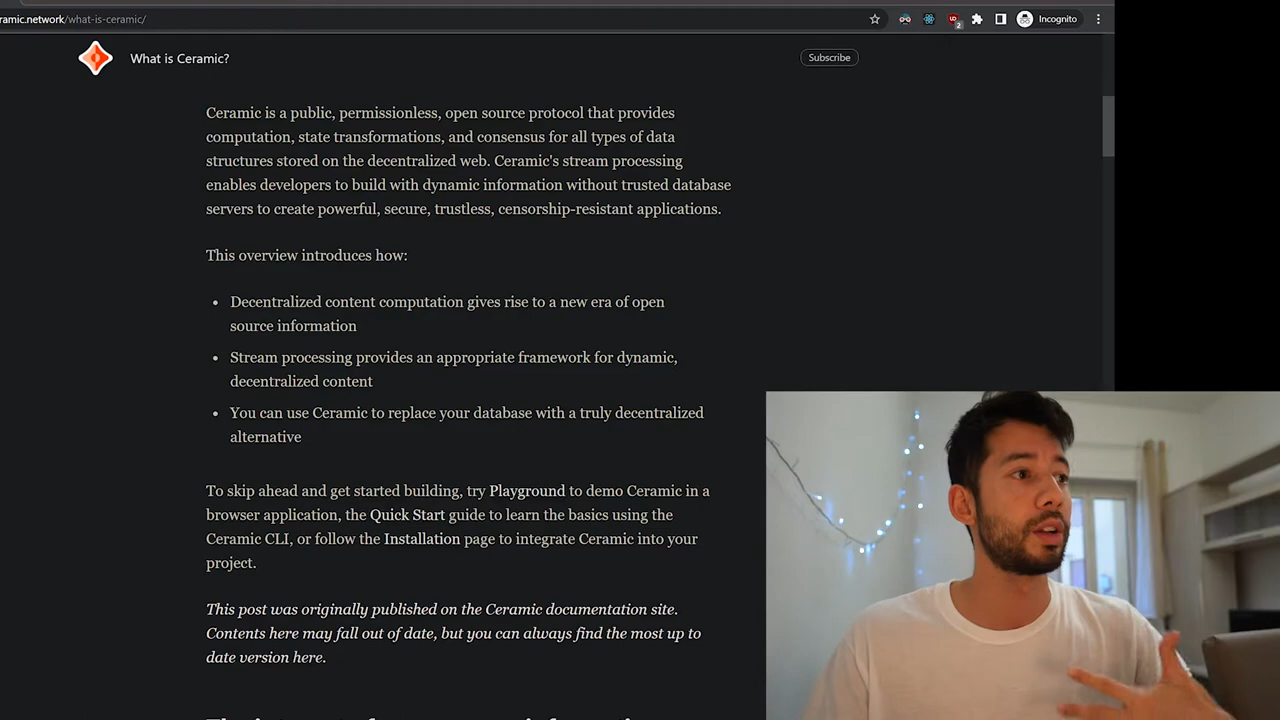 ramic.network/what-is-ceramic/
2
Incognito
What is Ceramic?
Subscribe
Ceramic is a public, permissionless, open source protocol that provides
computation, state transformations, and consensus for all types of data
structures stored on the decentralized web. Ceramic's stream processing
enables developers to build with dynamic information without trusted database
servers to create powerful, secure, trustless, censorship-resistant applications.
This overview introduces how:
• Decentralized content computation gives rise to a new era of open
source information
• Stream processing provides an appropriate framework for dynamic,
decentralized content
• You can use Ceramic to replace your database with a truly decentralized
alternative
To skip ahead and get started building, try Playground to demo Ceramic in a
browser application, the Quick Start guide to learn the basics using the
Ceramic CLI, or follow the Installation page to integrate Ceramic into your
project.
This post was originally published on the Ceramic documentation site.
Contents here may fall out of date, but you can always find the most up to
date version here.